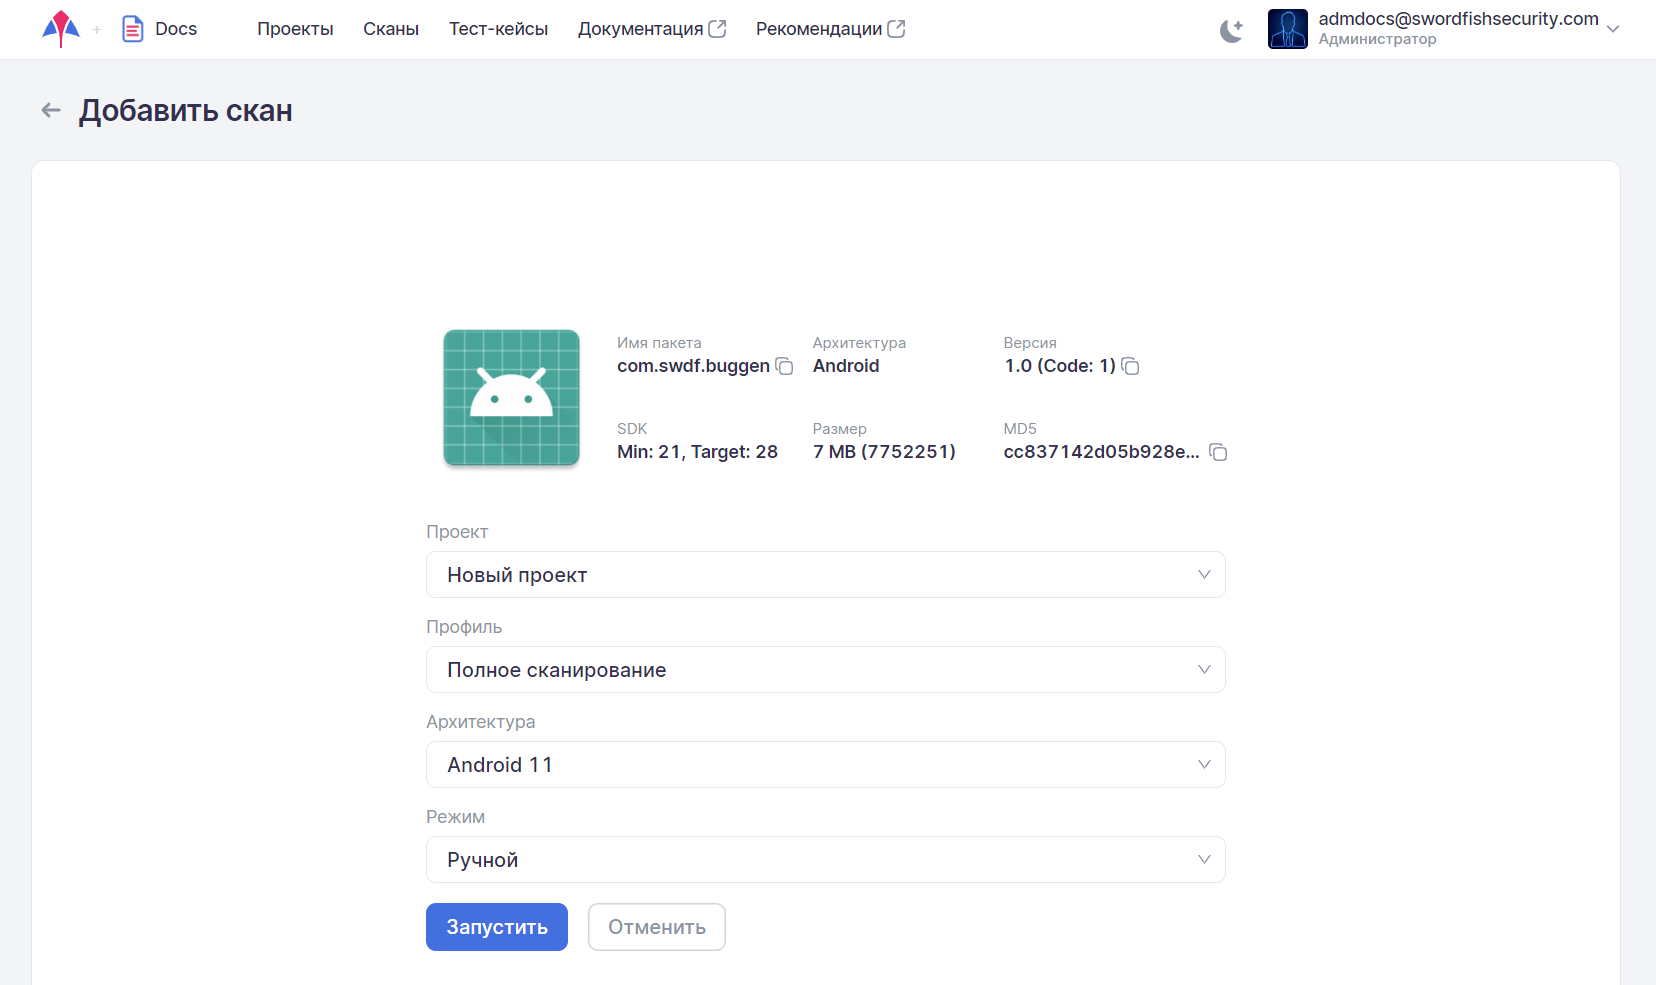 Docs
Проекты
Сканы
Тест-кейсы
Документация
Рекомендации
admdocs@swordfishsecurity.com
Администратор
Добавить скан
Имя пакета
com.swdf.buggen
Архитектура
Android
Версия
1.0 (Code: 1)
SDK
Min: 21, Target: 28
Размер
7 MB (7752251)
MD5
cc837142d05b928e...
Проект
Новый проект
Профиль
Полное сканирование
Архитектура
Android 11
Режим
Ручной
Запустить
Отменить